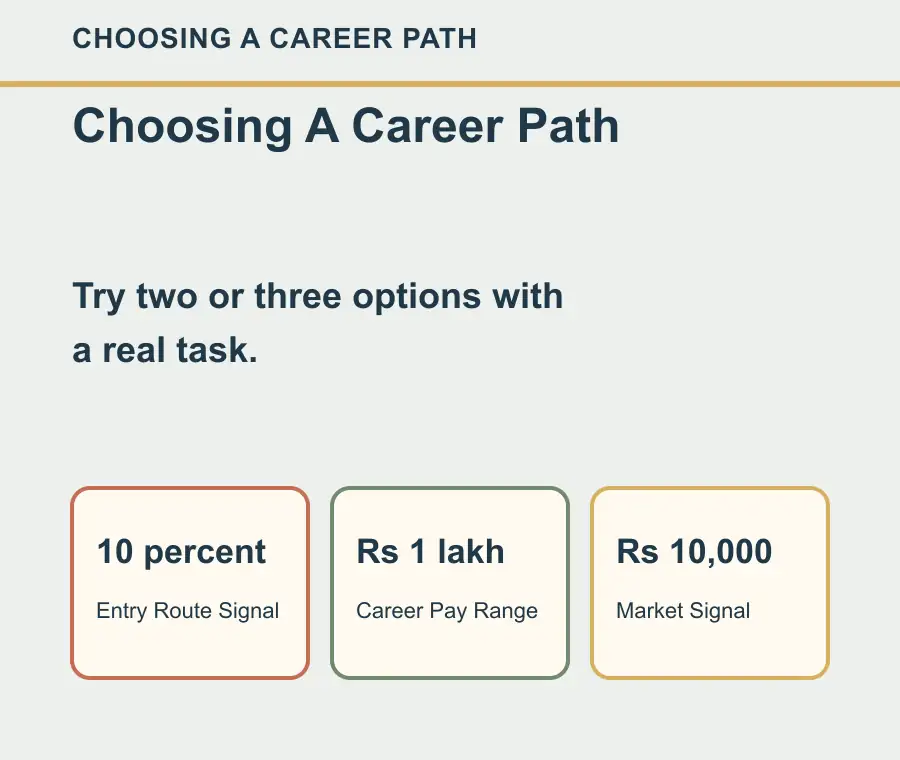 CHOOSING A CAREER PATH
Choosing A Career Path
Try two or three options with
a real task.
10 percent
Entry Route Signal
Rs 1 lakh
Career Pay Range
Rs 10,000
Market Signal